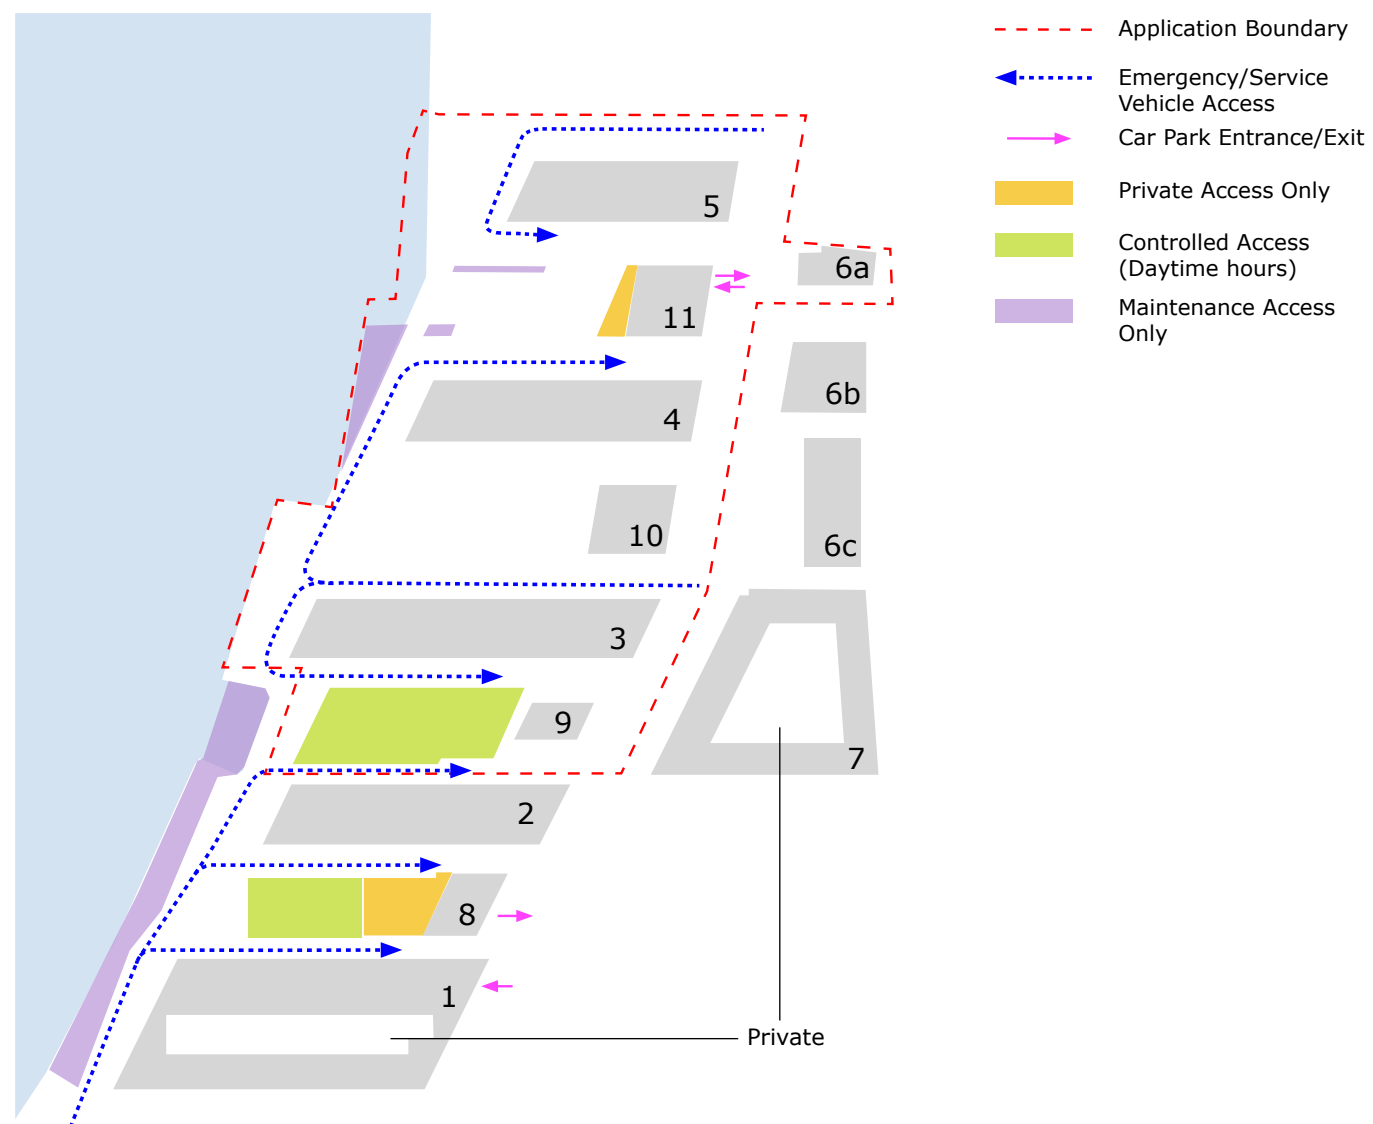 Application Boundary
Emergency/Service
Vehicle Access
Car Park Entrance/Exit
Private Access Only
Controlled Access
(Daytime hours)
Maintenance Access
Only
5
6a
11
6b
4
10
6c
3
9
7
2
8
1
Private